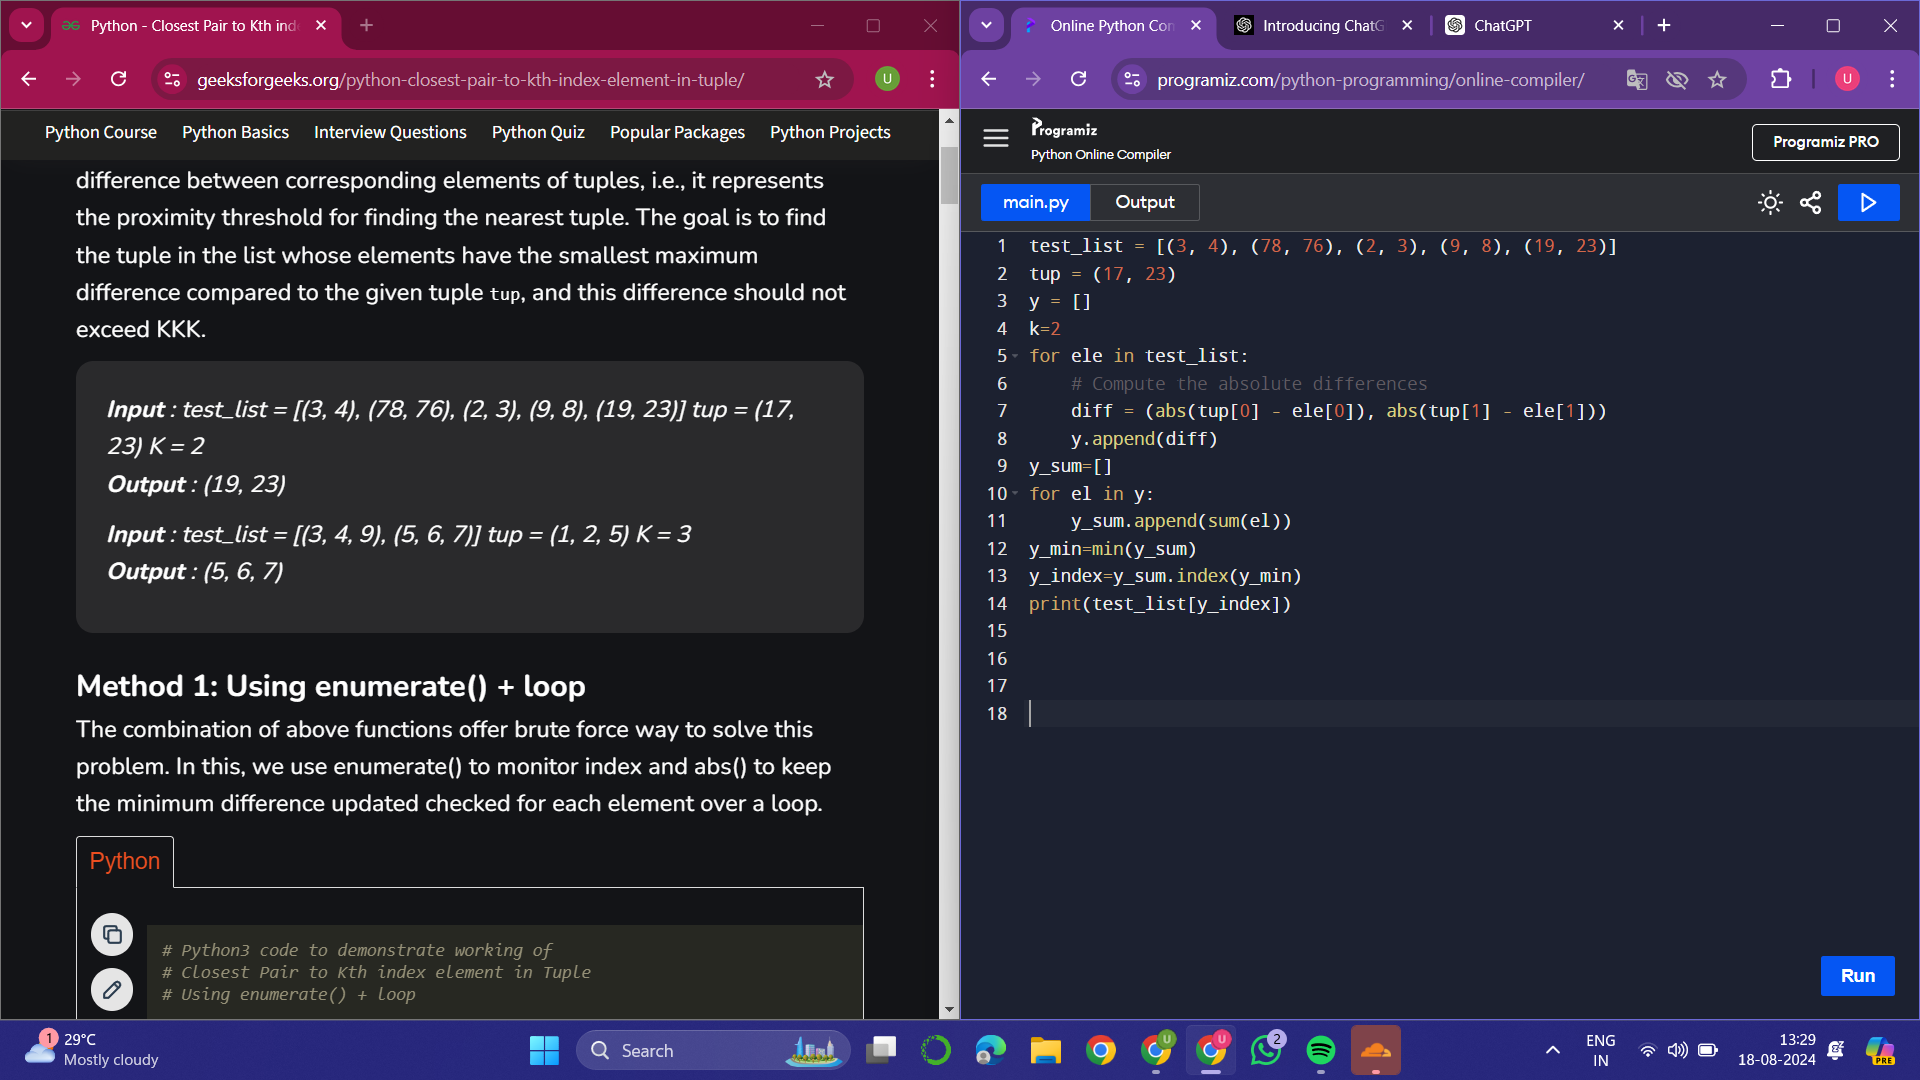 Python - Closest Pair to Kth ind
geeksforgeeks.org/python-closest-pair-to-kth-index-element-in-tuple/
U
Python Course Python Basics Interview Questions Python Quiz Popular Packages Python Projects
difference between corresponding elements of tuples, i.e., it represents
the proximity threshold for finding the nearest tuple. The goal is to find
the tuple in the list whose elements have the smallest maximum
difference compared to the given tuple tup, and this difference should not
exceed KKK.
Input : test_list = [(3, 4), (78, 76), (2, 3), (9, 8), (19, 23)] tup = (17,
23) K = 2
Output : (19, 23)
Input : test_list = [(3, 4, 9), (5, 6, 7)] tup = (1, 2, 5) K = 3
Output : (5, 6, 7)
Method 1: Using enumerate() + loop
The combination of above functions offer brute force way to solve this
problem. In this, we use enumerate() to monitor index and abs() to keep
the minimum difference updated checked for each element over a loop.
Python
# Python3 code to demonstrate working of
# Closest Pair to Kth index element in Tuple
# Using enumerate() + loop
Online Python Con
Introducing ChatG
ChatGPT
programiz.com/python-programming/online-compiler/
U
Programiz
Python Online Compiler
Programiz PRO
main.py Output
1 test_list = [(3, 4), (78, 76), (2, 3), (9, 8), (19, 23)]
2 tup = (17, 23)
3 y = []
4 k=2
5 for ele in test_list:
6 # Compute the absolute differences
7 diff = (abs(tup[0] - ele[0]), abs(tup[1] - ele[1]))
8 y.append(diff)
9 y_sum=[]
10 for el in y:
11 y_sum.append(sum(el))
12 y_min=min(y_sum)
13 y_index=y_sum.index(y_min)
14 print(test_list[y_index])
15
16
17
18
Run
1
29°C
Mostly cloudy
Search
U
U
2
ENG
IN
13:29
18-08-2024
PRE